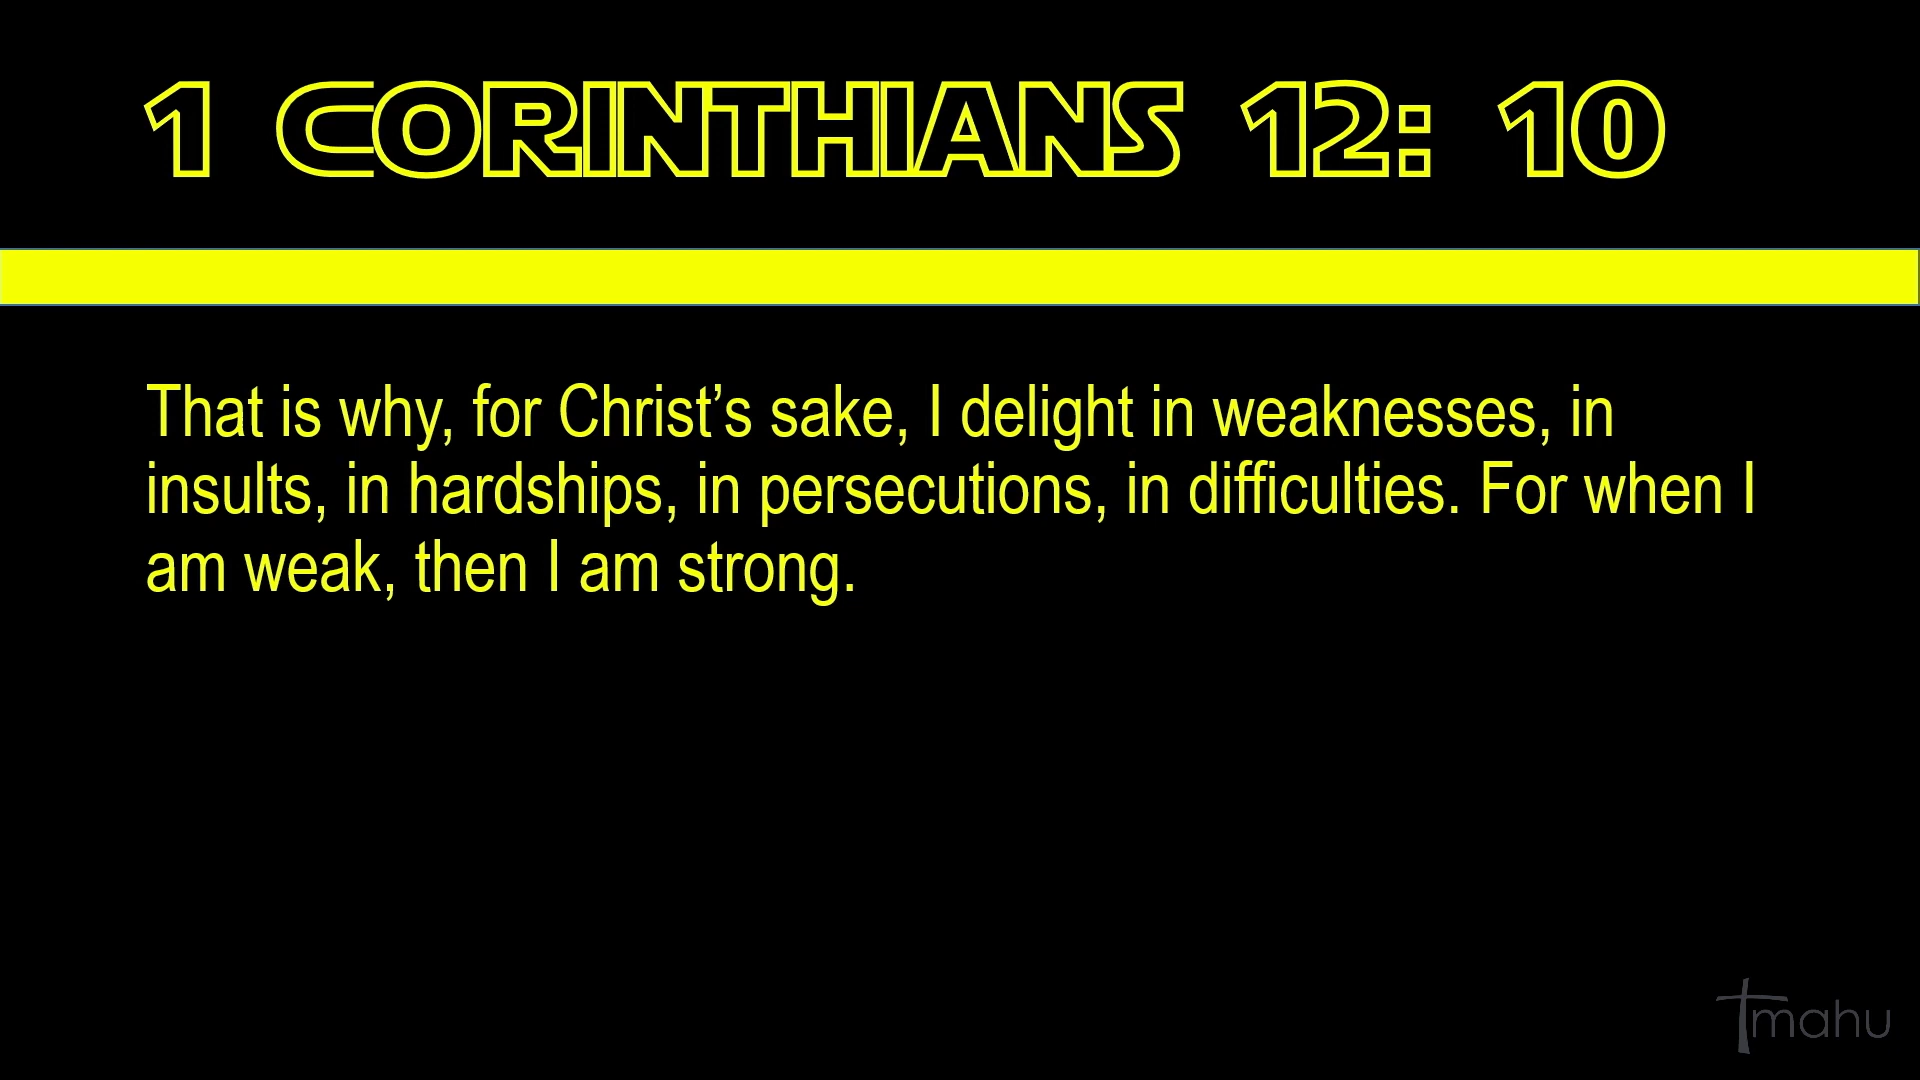 1 CORINTHIANS 12: 10
That is why, for Christ’s sake, I delight in weaknesses, in
insults, in hardships, in persecutions, in difficulties. For when I
am weak, then I am strong.
mahu